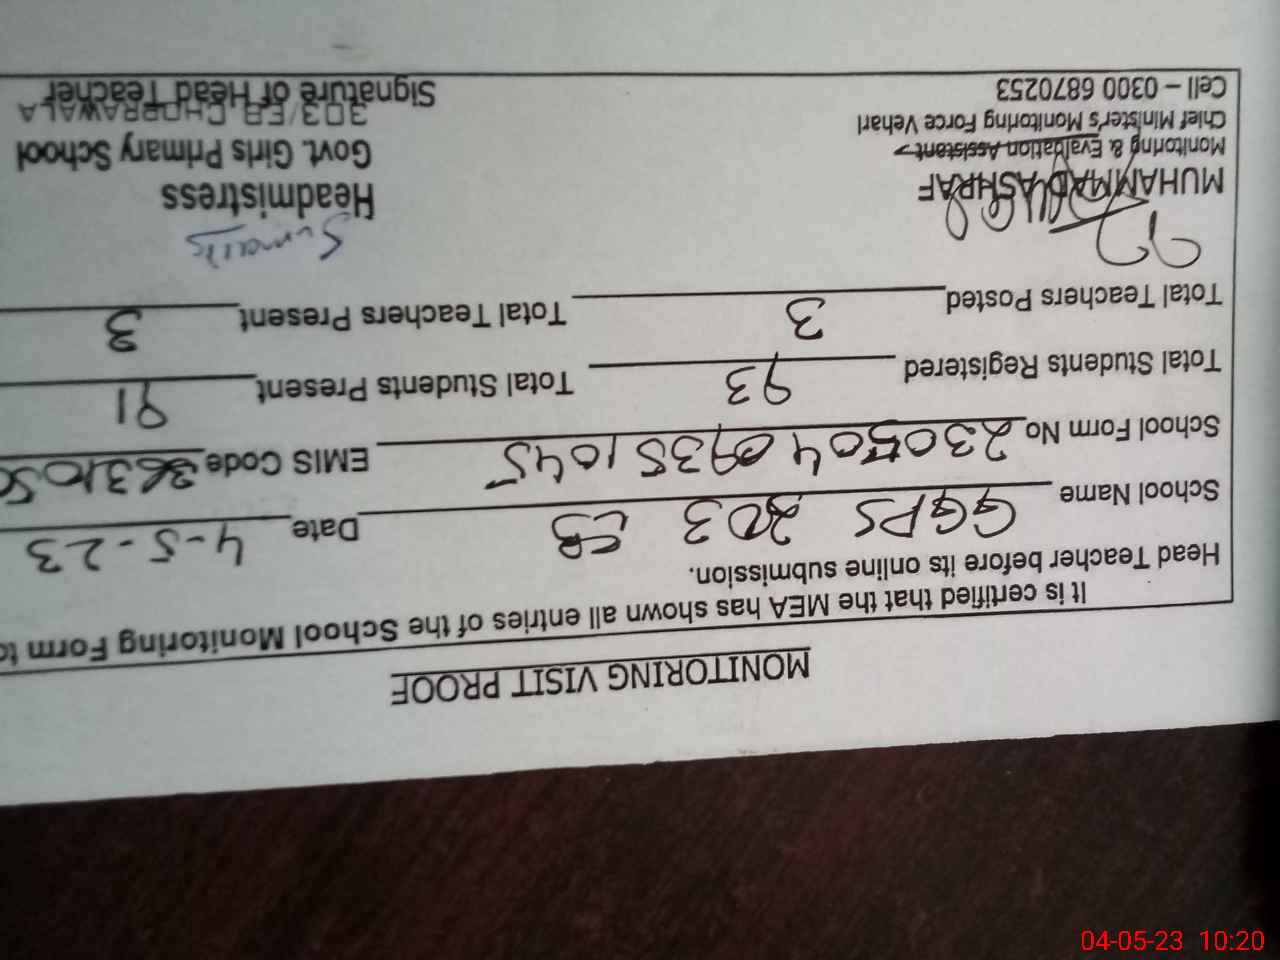 MONITORING VISIT PROOF
It is certified that the MEA has shown all entries of the School Monitoring Form to
Head Teacher before its online submission.
School Name GGPS 303 EB Date 4-5-23
School Form No EMIS Code
Total Students Registered 93 Total Students Present 91
Total Teachers Posted 3 Total Teachers Present 3
MUHAMMAD ASHRAF
Monitoring & Evaluation Assistant
Chief Minister's Monitoring Force Vehari
Cell – 0300 6870253
Headmistress
Govt. Girls Primary School
303/EB CHOPRAWALA
Signature of Head Teacher
04-05-23 10:20